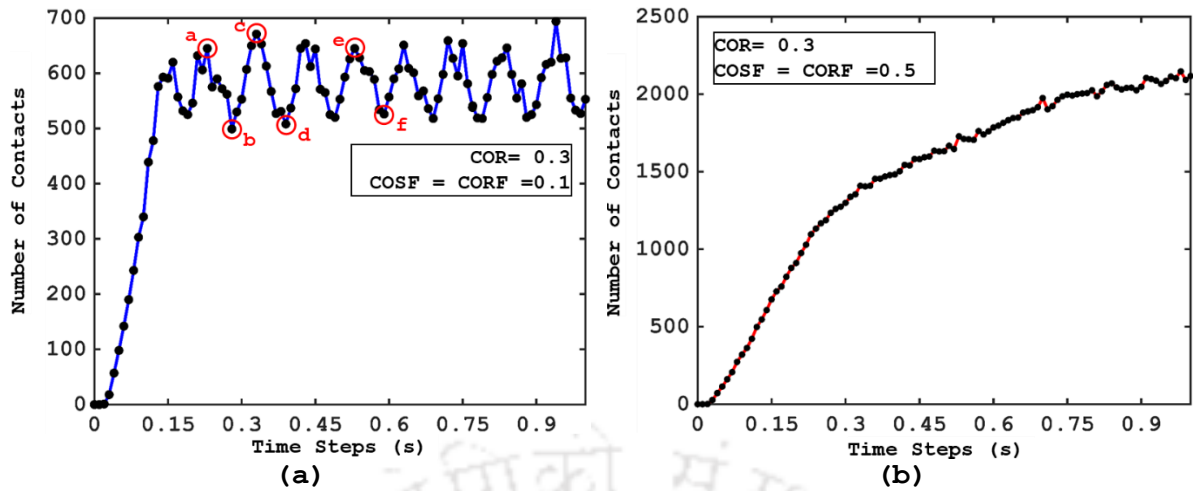 700
600
500
400
300
200
100
0
Number of Contacts
a
c
e
b
d
f
COR= 0.3
COSF = CORF =0.1
0 0.15 0.3 0.45 0.6 0.75 0.9
Time Steps (s)
(a)
2500
2000
1500
1000
500
0
Number of Contacts
COR= 0.3
COSF = CORF =0.5
0 0.15 0.3 0.45 0.6 0.75 0.9
Time Steps (s)
(b)